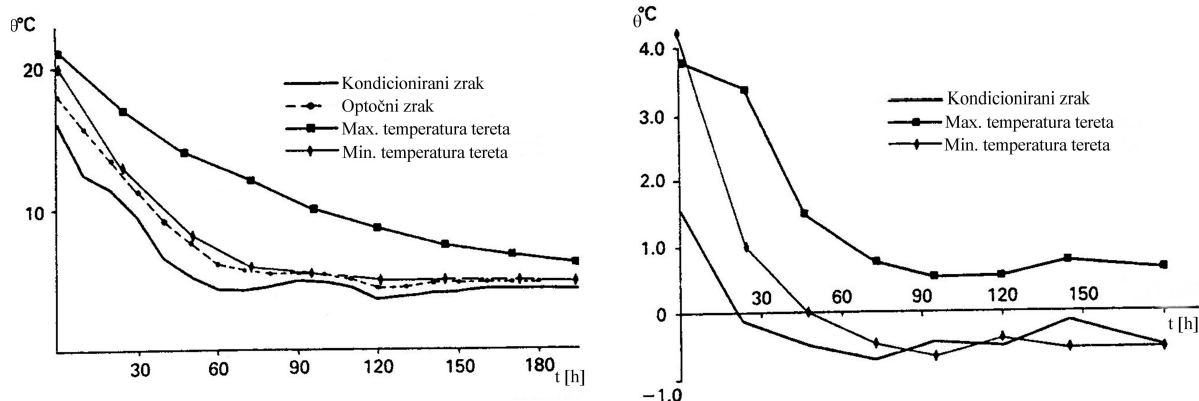 θ°C
20
10
Kondicionirani zrak
Optočni zrak
Max. temperatura tereta
Min. temperatura tereta
30 60 90 120 150 180
t [h]
θ°C
4.0
3.0
2.0
1.0
0
−1.0
Kondicionirani zrak
Max. temperatura tereta
Min. temperatura tereta
30 60 90 120 150
t [h]